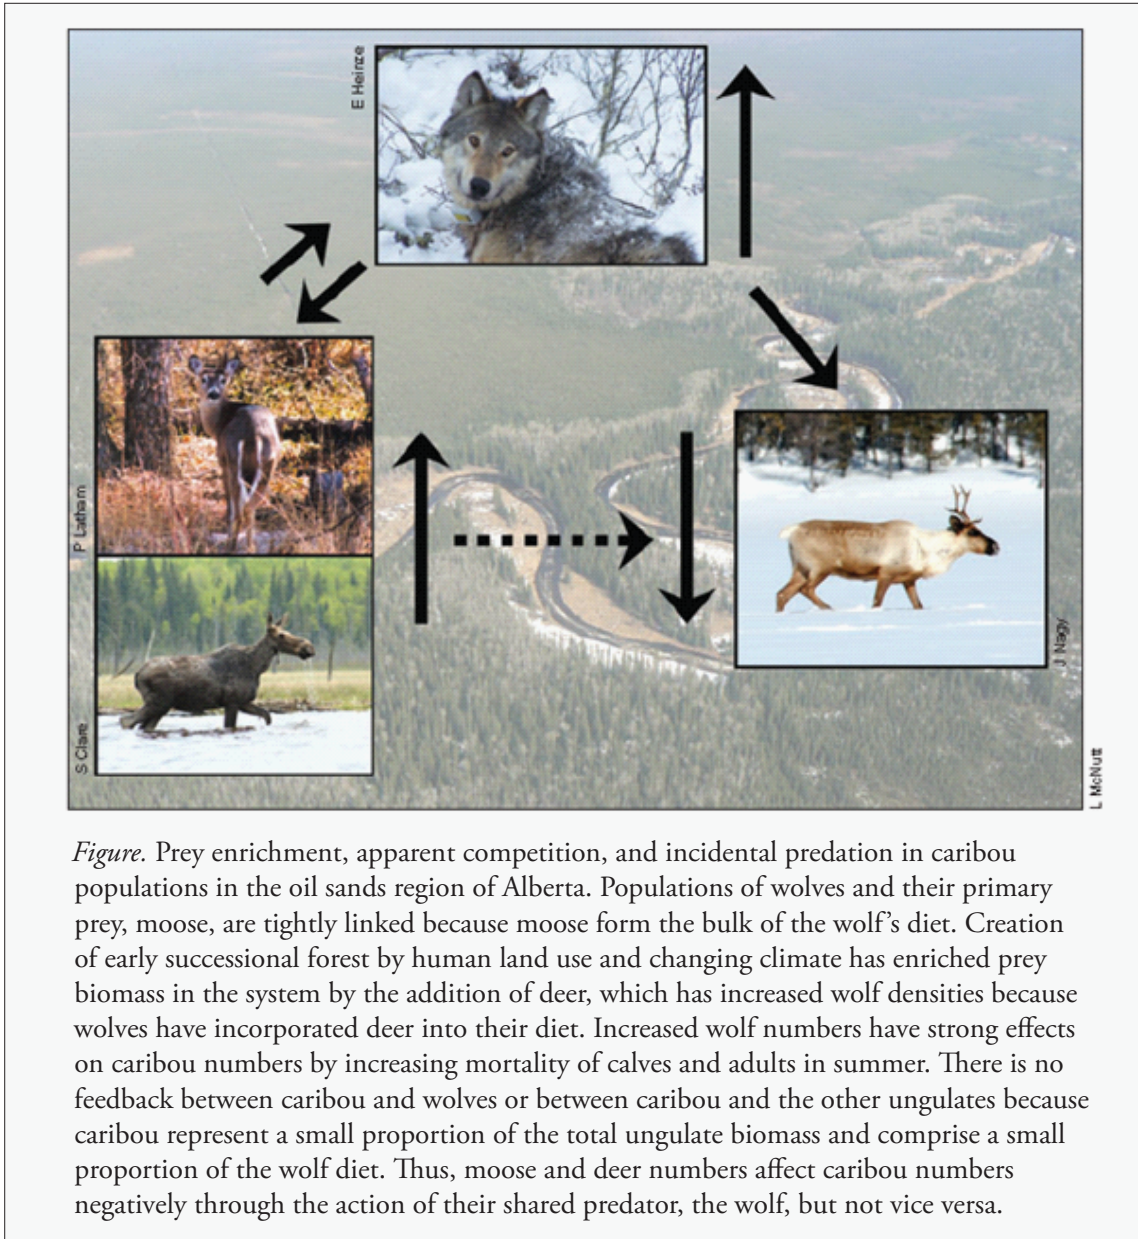 E Heinze
P Latham
S Clare
J Nagy
L McNutt
Figure. Prey enrichment, apparent competition, and incidental predation in caribou
populations in the oil sands region of Alberta. Populations of wolves and their primary
prey, moose, are tightly linked because moose form the bulk of the wolf’s diet. Creation
of early successional forest by human land use and changing climate has enriched prey
biomass in the system by the addition of deer, which has increased wolf densities because
wolves have incorporated deer into their diet. Increased wolf numbers have strong effects
on caribou numbers by increasing mortality of calves and adults in summer. There is no
feedback between caribou and wolves or between caribou and the other ungulates because
caribou represent a small proportion of the total ungulate biomass and comprise a small
proportion of the wolf diet. Thus, moose and deer numbers affect caribou numbers
negatively through the action of their shared predator, the wolf, but not vice versa.